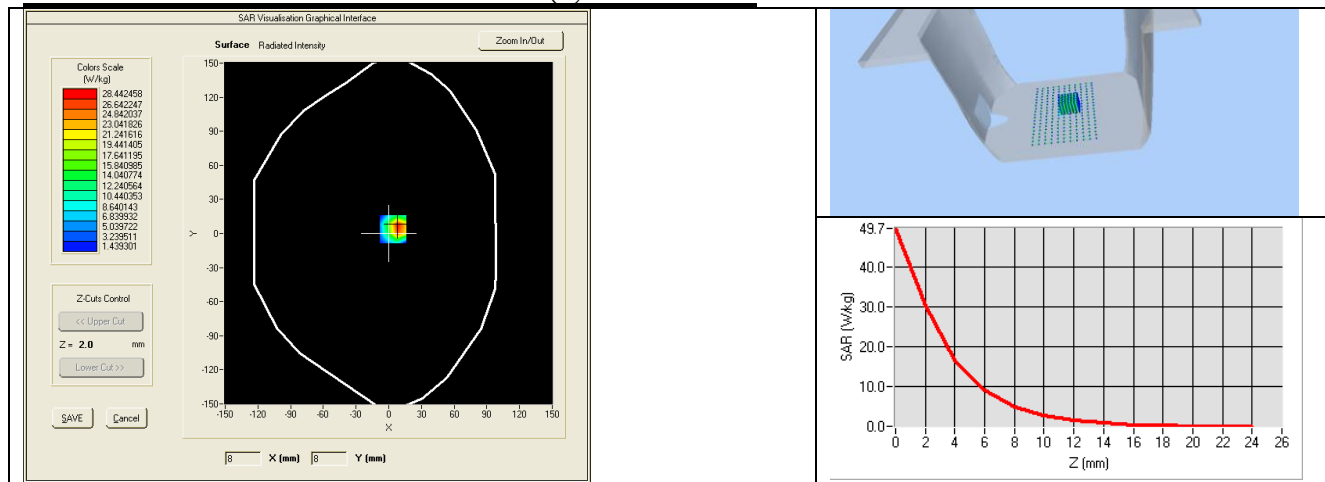 SAR Visualisation Graphical Interface
Surface Radiated Intensity
Zoom In/Out
Colors Scale
(W/kg)
28.442458
26.642247
24.842037
23.041826
21.241616
19.441405
17.641195
15.840985
14.040774
12.240564
10.440353
8.640143
6.839932
5.039722
3.239511
1.439301
Z-Cuts Control
<< Upper Cut
Z = 2.0 mm
Lower Cut >>
SAVE Cancel
150-
120-
90-
60-
30-
Y 0-
-30-
-60-
-90-
-120-
-150-
-150 -120 -90 -60 -30 0 30 60 90 120 150
X
8 X (mm) 8 Y (mm)
49.7-
40.0-
30.0-
20.0-
10.0-
0.0-
SAR (W/kg)
0 2 4 6 8 10 12 14 16 18 20 22 24 26
Z (mm)